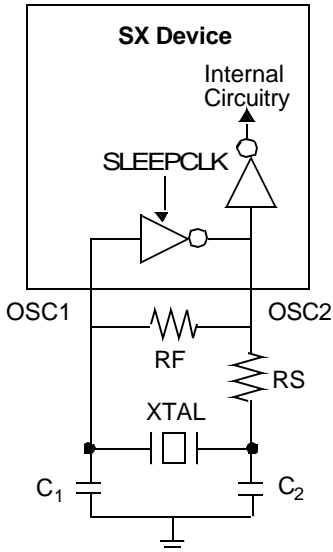 SX Device
Internal
Circuitry
SLEEPCLK
OSC1
OSC2
RF
RS
XTAL
C1
C2